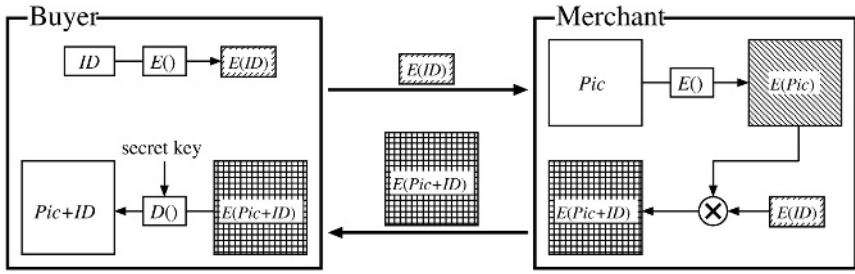 Buyer
ID
E()
E(ID)
secret key
Pic+ID
D()
E(Pic+ID)
E(ID)
E(Pic+ID)
Merchant
Pic
E()
E(Pic)
E(Pic+ID)
E(ID)